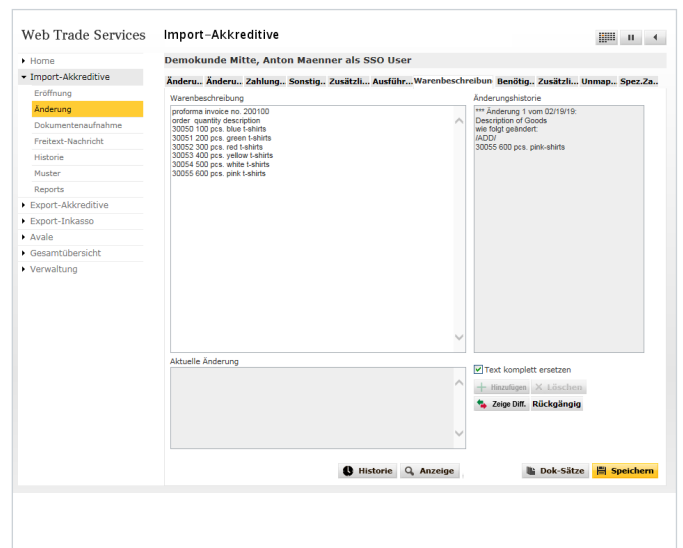 Web Trade Services
Import-Akkreditive
Home
Import-Akkreditive
Eröffnung
Änderung
Dokumentenaufnahme
Freitext-Nachricht
Historie
Muster
Reports
Export-Akkreditive
Export-Inkasso
Avale
Gesamtübersicht
Verwaltung
Demokunde Mitte, Anton Maenner als SSO User
Änderu.. Änderu.. Zahlung.. Sonstig.. Zusätzli.. Ausführ.. Warenbeschreibun Benötig.. Zusätzli.. Unmap.. Spez.Za..
Warenbeschreibung
proforma invoice no. 200100
order quantity description
30050 100 pcs. blue t-shirts
30051 200 pcs. green t-shirts
30052 300 pcs. red t-shirts
30053 400 pcs. yellow t-shirts
30054 500 pcs. white t-shirts
30055 600 pcs. pink t-shirts
Änderungshistorie
*** Änderung 1 vom 02/19/19:
Description of Goods
wie folgt geändert:
/ADD/
30055 600 pcs. pink-shirts
Aktuelle Änderung
Text komplett ersetzen
Hinzufügen Löschen
Zeige Diff. Rückgängig
Historie Anzeige Dok-Sätze Speichern